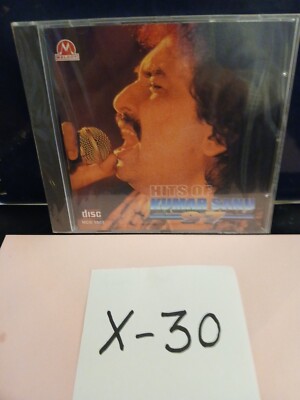 HITS OF
KUMAR SANU
disc
X-30